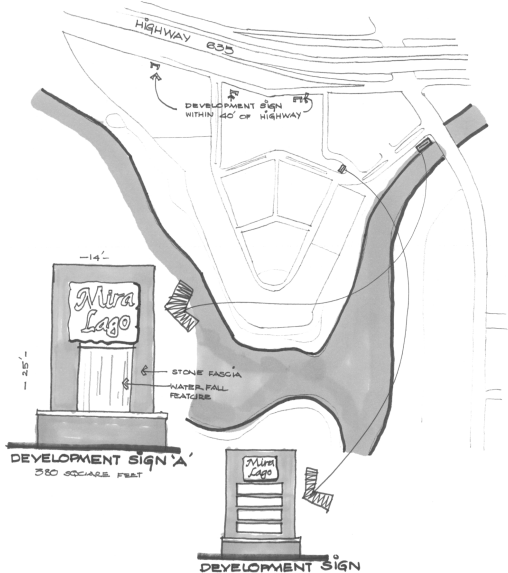 HIGHWAY 635
DEVELOPMENT SIGN
WITHIN 40' OF HIGHWAY
14'
Mira
Lago
25'
STONE FASCIA
WATER FALL
FEATURE
DEVELOPMENT SIGN 'A'
380 SQUARE FEET
Mira
Lago
DEVELOPMENT SIGN